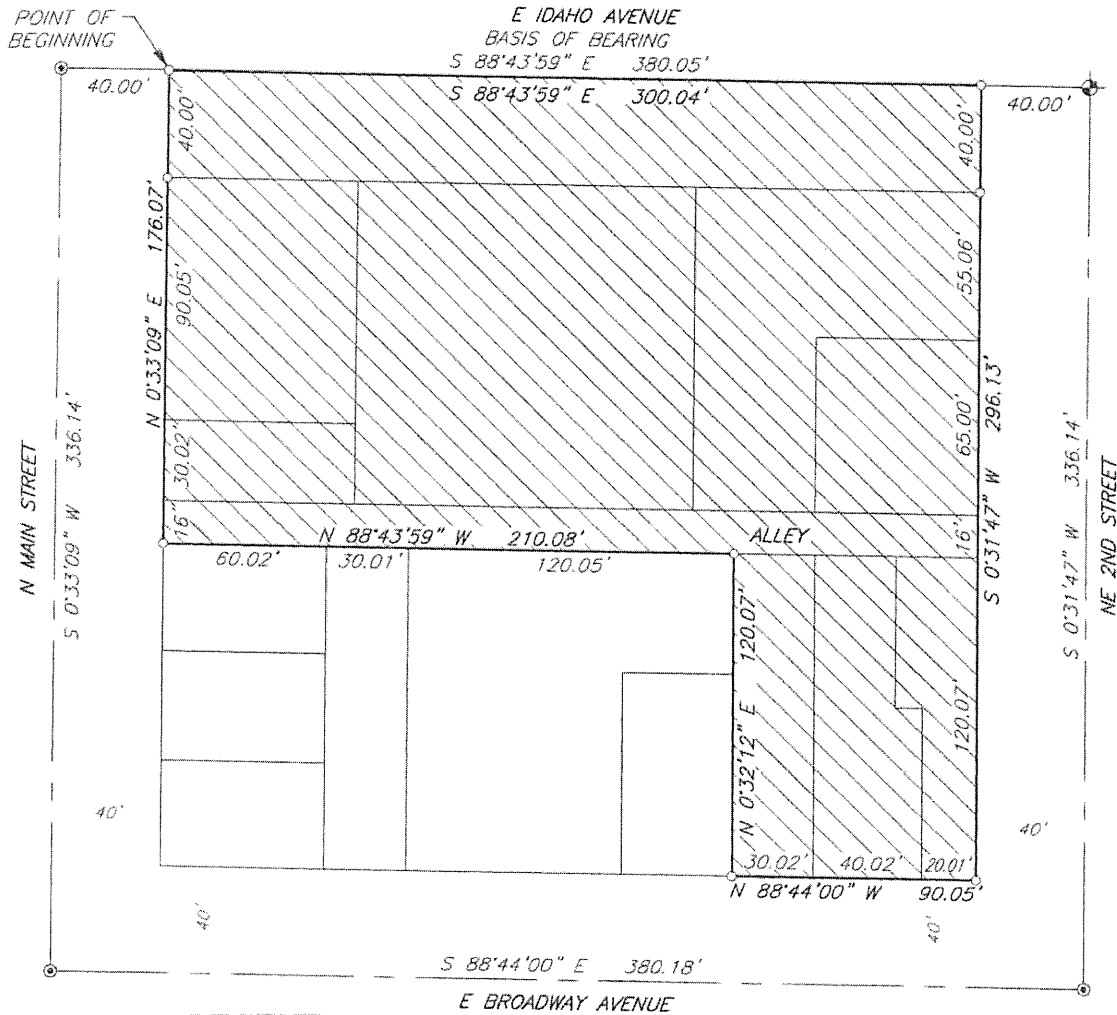 POINT OF
BEGINNING
E IDAHO AVENUE
BASIS OF BEARING
S 88°43'59" E 380.05'
40.00'
S 88°43'59" E 300.04'
40.00'
40.00'
40.00'
N 0°33'09" E 176.07'
90.05'
30.02'
16"
55.06'
65.00'
16'
S 0°31'47" W 296.13'
N MAIN STREET
S 0°33'09" W 336.14'
S 0°31'47" W 336.14'
NE 2ND STREET
N 88°43'59" W 210.08'
ALLEY
60.02'
30.01'
120.05'
N 0°32'12" E 120.07'
120.07'
40'
40'
30.02'
40.02'
20.01'
N 88°44'00" W 90.05'
40'
40'
S 88°44'00" E 380.18'
E BROADWAY AVENUE